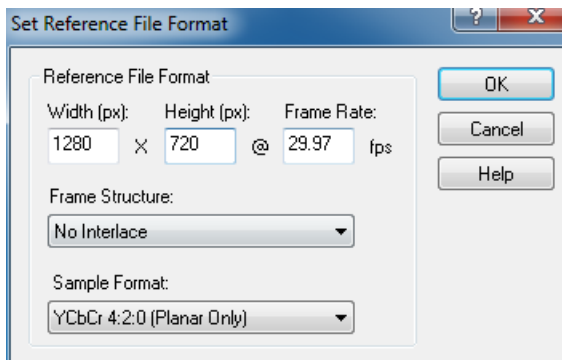 Set Reference File Format
? X
Reference File Format
Width (px): Height (px): Frame Rate:
1280 X 720 @ 29.97 fps
Frame Structure:
No Interlace
Sample Format:
YCbCr 4:2:0 (Planar Only)
OK
Cancel
Help